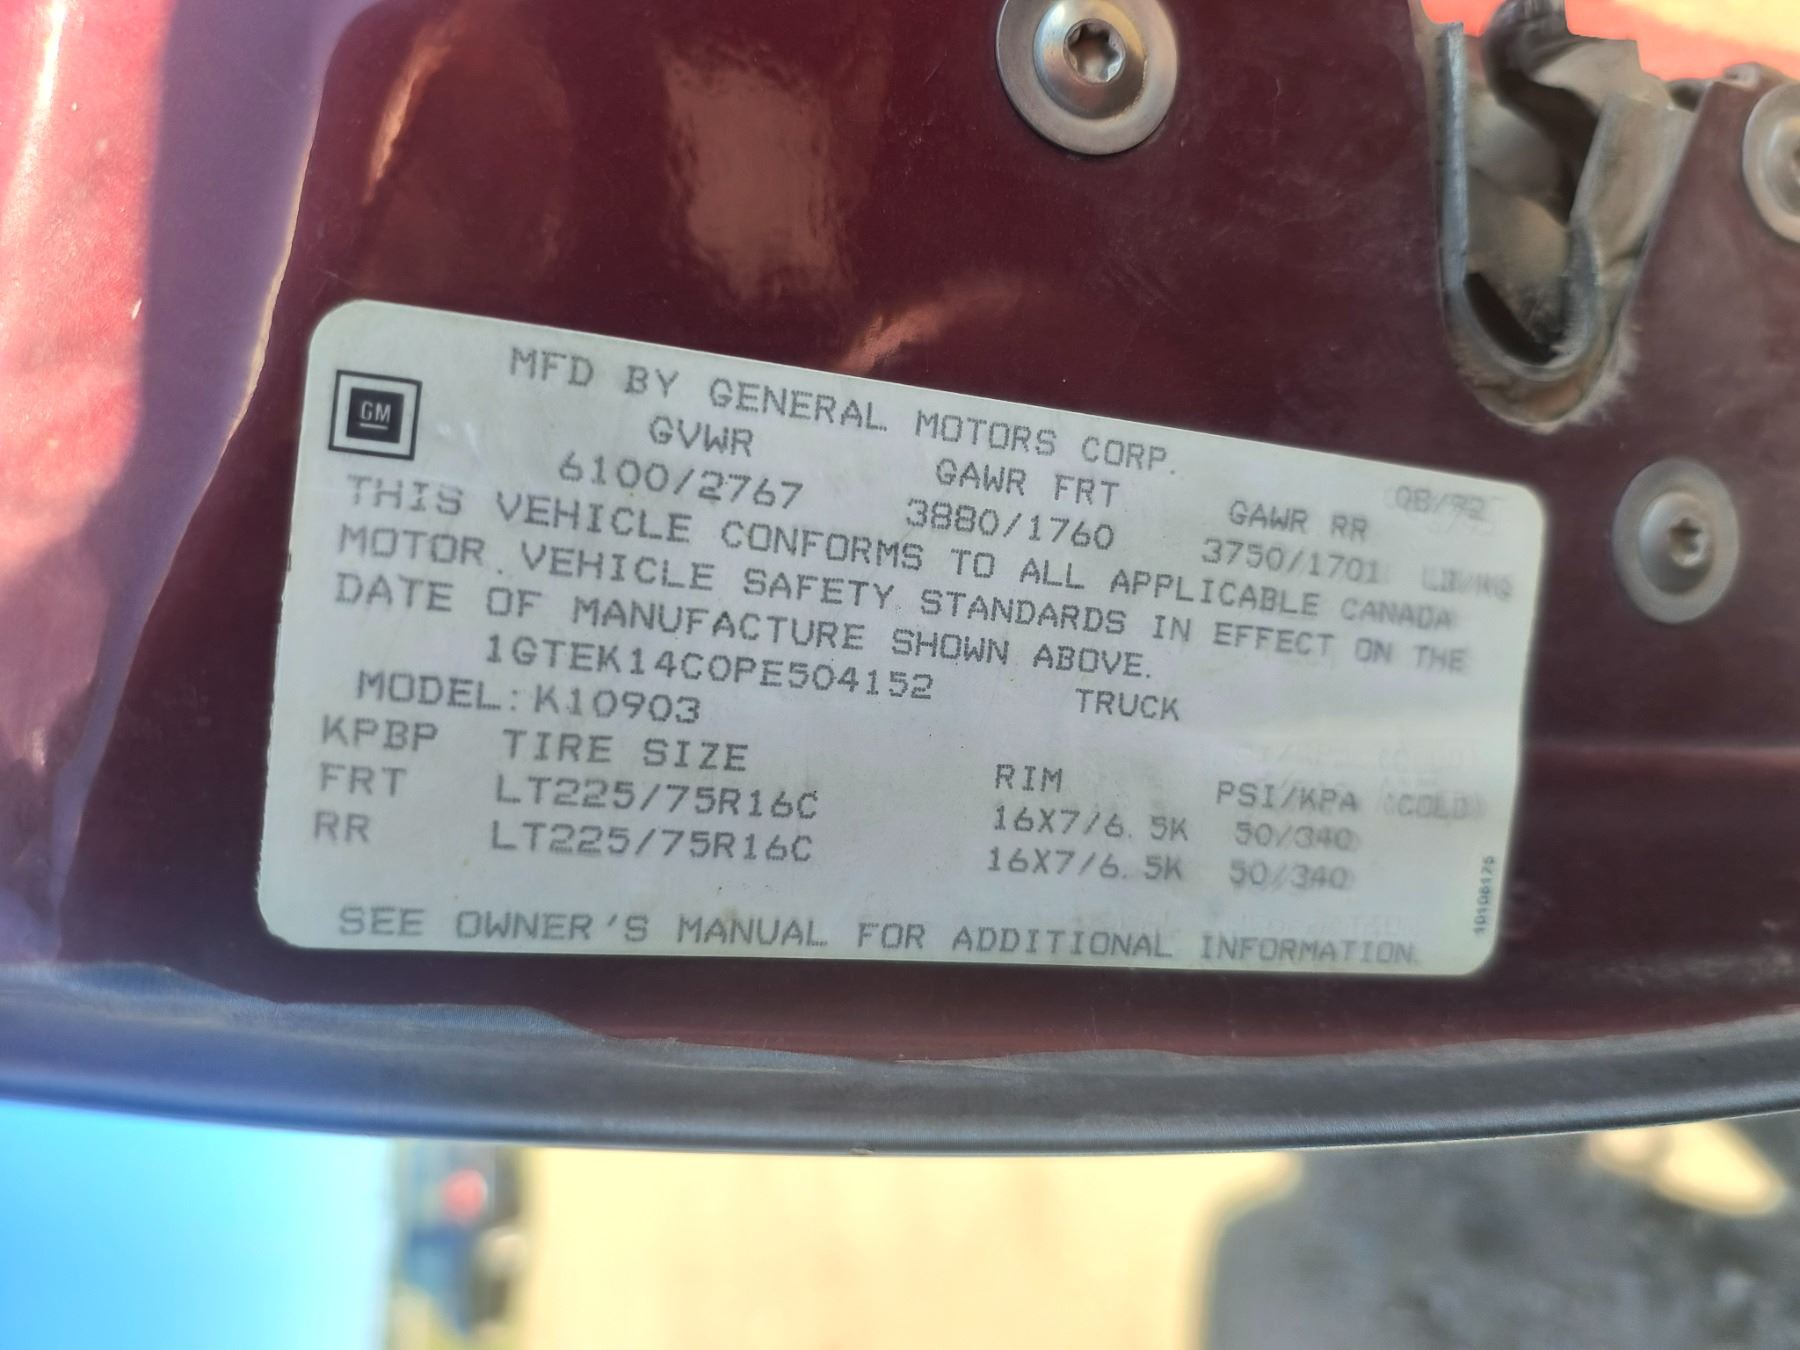 GM
MFD BY GENERAL MOTORS CORP.
GVWR GAWR FRT GAWR RR
6100/2767 3880/1760 3750/1701
THIS VEHICLE CONFORMS TO ALL APPLICABLE CANADA
MOTOR VEHICLE SAFETY STANDARDS IN EFFECT ON THE
DATE OF MANUFACTURE SHOWN ABOVE.
1GTEK14C0PE504152 TRUCK
MODEL: K10903
KPBP TIRE SIZE RIM PSI/KPA (COLD)
FRT LT225/75R16C 16X7/6.5K 50/340
RR LT225/75R16C 16X7/6.5K 50/340
SEE OWNER'S MANUAL FOR ADDITIONAL INFORMATION.